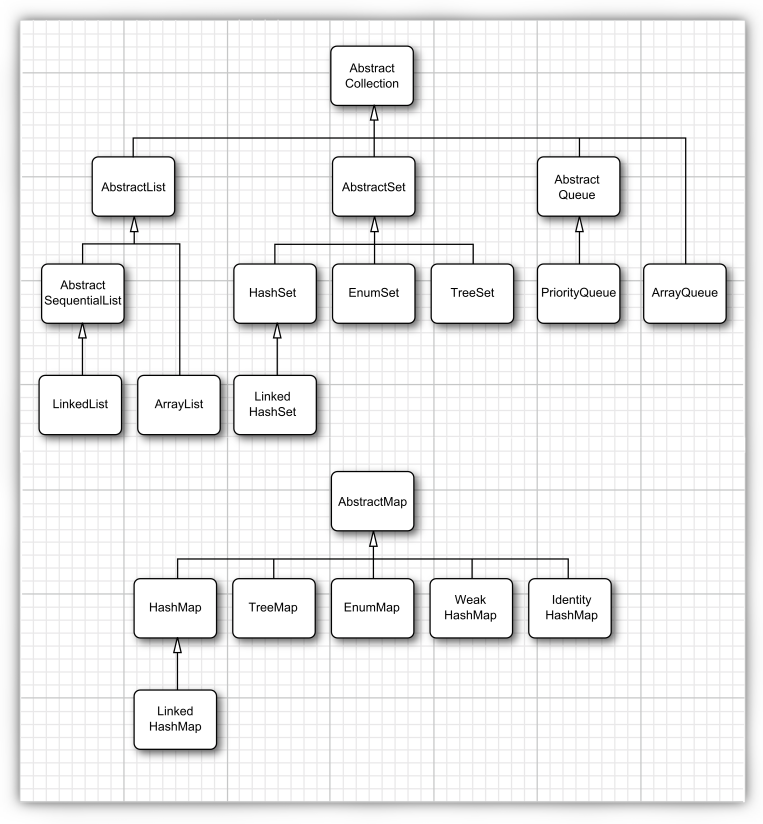 Abstract
Collection
AbstractList
AbstractSet
Abstract
Queue
Abstract
SequentialList
HashSet
EnumSet
TreeSet
PriorityQueue
ArrayQueue
LinkedList
ArrayList
Linked
HashSet
AbstractMap
HashMap
TreeMap
EnumMap
Weak
HashMap
Identity
HashMap
Linked
HashMap